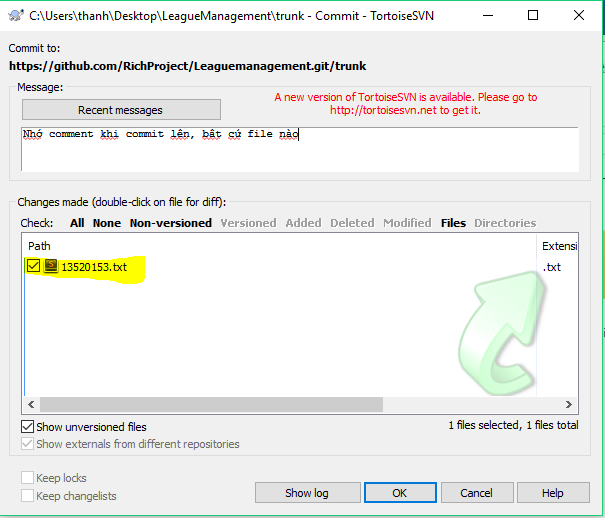 C:\Users\thanh\Desktop\LeagueManagement\trunk - Commit - TortoiseSVN
Commit to:
https://github.com/RichProject/Leaguemanagement.git/trunk
Message:
Recent messages
A new version of TortoiseSVN is available. Please go to
http://tortoisesvn.net to get it.
Nhớ comment khi commit lên, bất cứ file nào
Changes made (double-click on file for diff):
Check: All None Non-versioned Versioned Added Deleted Modified Files Directories
Path Extensi
13520153.txt .txt
Show unversioned files 1 files selected, 1 files total
Show externals from different repositories
Keep locks
Keep changelists
Show log OK Cancel Help